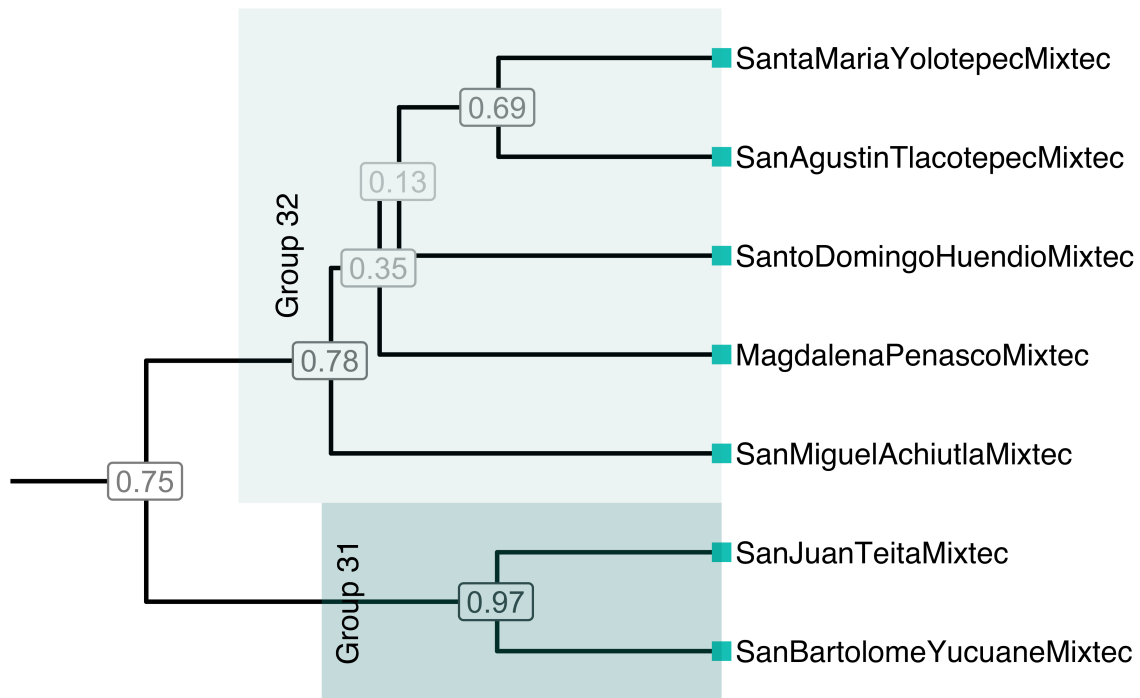 SantaMariaYolotepecMixtec
0.69
SanAgustinTlacotepecMixtec
0.13
Group 32
SantoDomingoHuendioMixtec
0.35
MagdalenaPenascoMixtec
0.78
SanMiguelAchiutlaMixtec
0.75
SanJuanTeitaMixtec
Group 31
0.97
SanBartolomeYucuaneMixtec